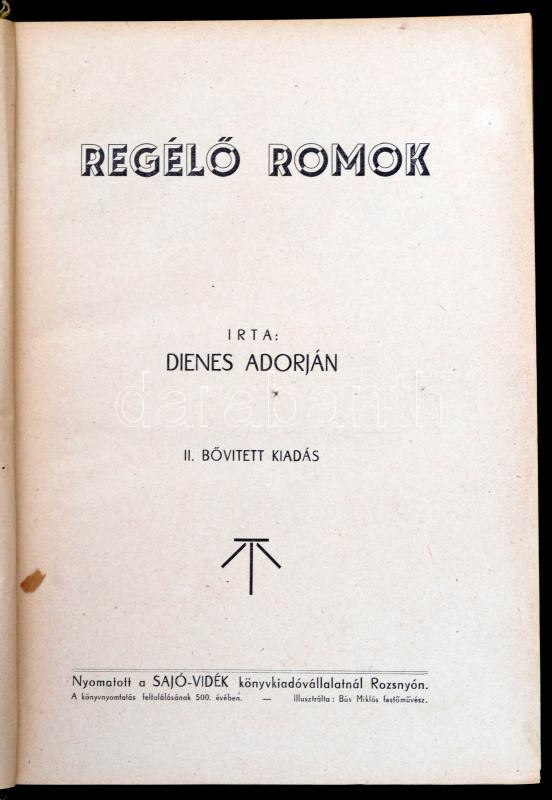 REGÉLŐ ROMOK
IRTA:
DIENES ADORJÁN
darabanth
II. BŐVITETT KIADÁS
Nyomatott a SAJÓ-VIDÉK könyvkiadóvállalatnál Rozsnyón.
A könyvnyomtatás feltalálásának 500. évében. — Illusztrálta: Bús Miklós festőművész.